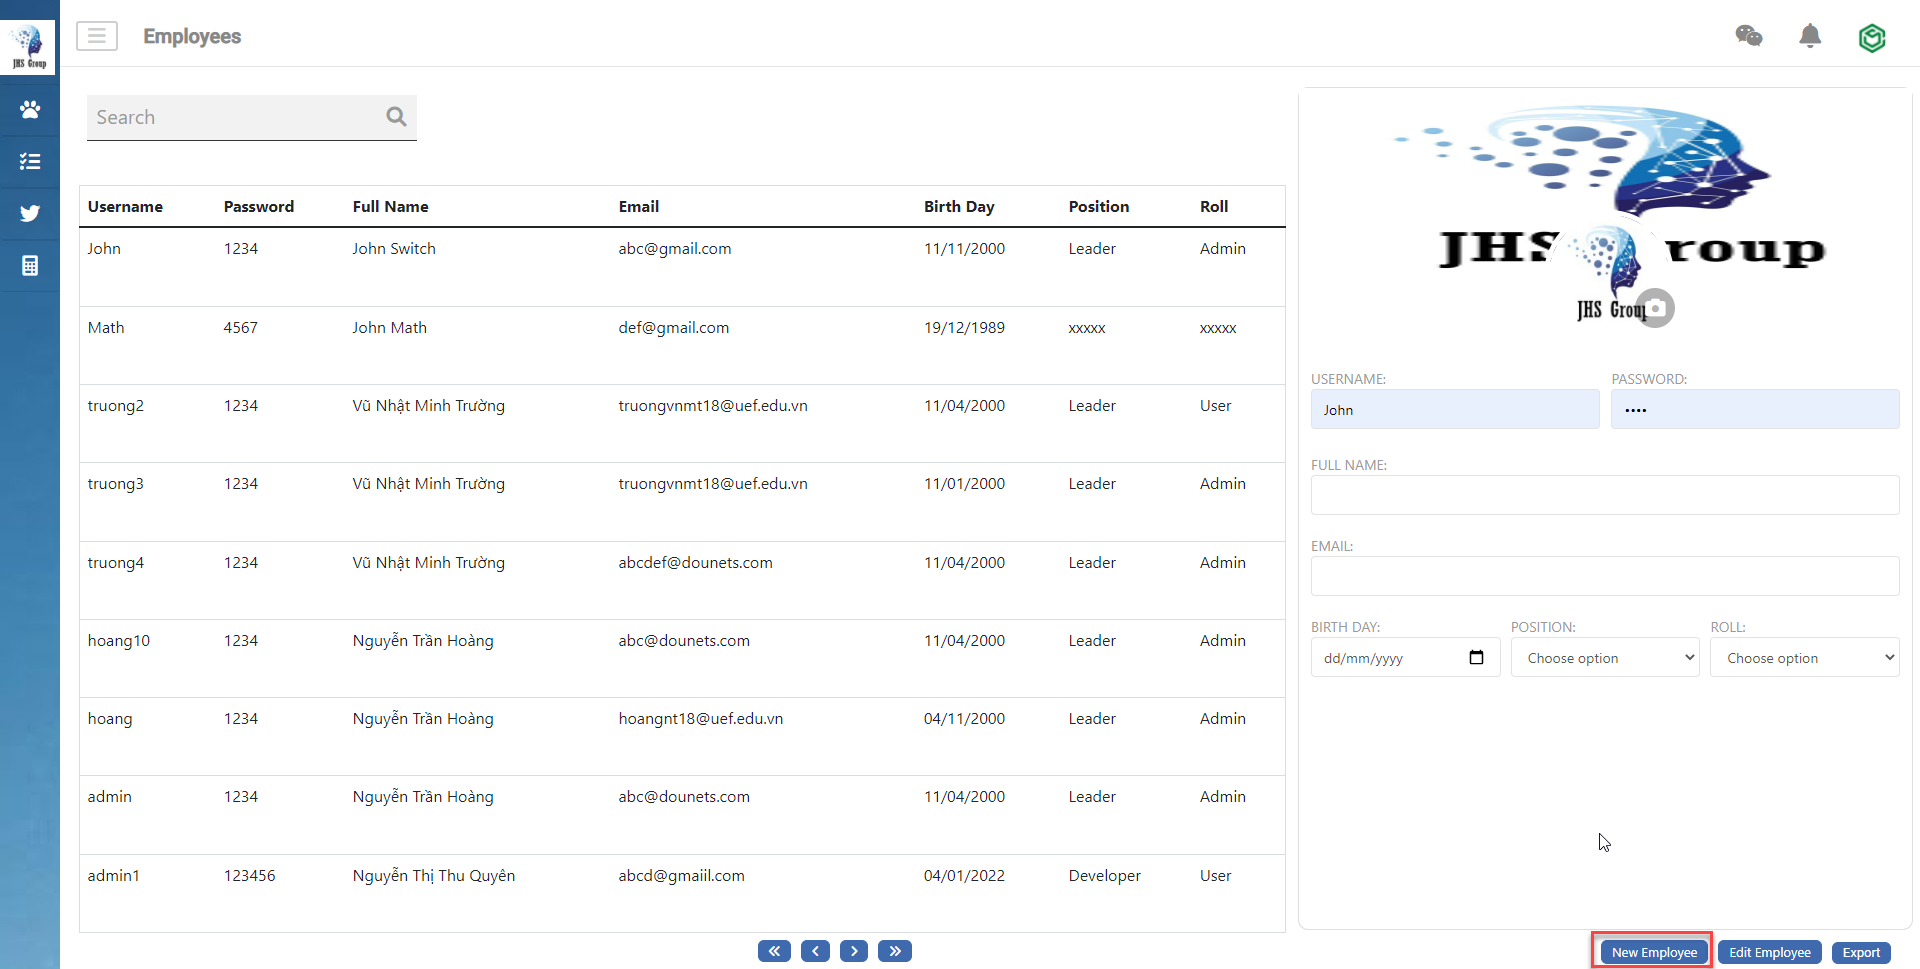 JHS Group
Employees
Search
JHS Group
JHS Group
Username Password Full Name Email Birth Day Position Roll
John 1234 John Switch abc@gmail.com 11/11/2000 Leader Admin
Math 4567 John Math def@gmail.com 19/12/1989 xxxxx xxxxx
truong2 1234 Vũ Nhật Minh Trường truongvnmt18@uef.edu.vn 11/04/2000 Leader User
truong3 1234 Vũ Nhật Minh Trường truongvnmt18@uef.edu.vn 11/01/2000 Leader Admin
truong4 1234 Vũ Nhật Minh Trường abcdef@dounets.com 11/04/2000 Leader Admin
hoang10 1234 Nguyễn Trần Hoàng abc@dounets.com 11/04/2000 Leader Admin
hoang 1234 Nguyễn Trần Hoàng hoangnt18@uef.edu.vn 04/11/2000 Leader Admin
admin 1234 Nguyễn Trần Hoàng abc@dounets.com 11/04/2000 Leader Admin
admin1 123456 Nguyễn Thị Thu Quyên abcd@gmaiil.com 04/01/2022 Developer User
USERNAME: PASSWORD:
John ••••
FULL NAME:
EMAIL:
BIRTH DAY: POSITION: ROLL:
dd/mm/yyyy Choose option Choose option
New Employee Edit Employee Export